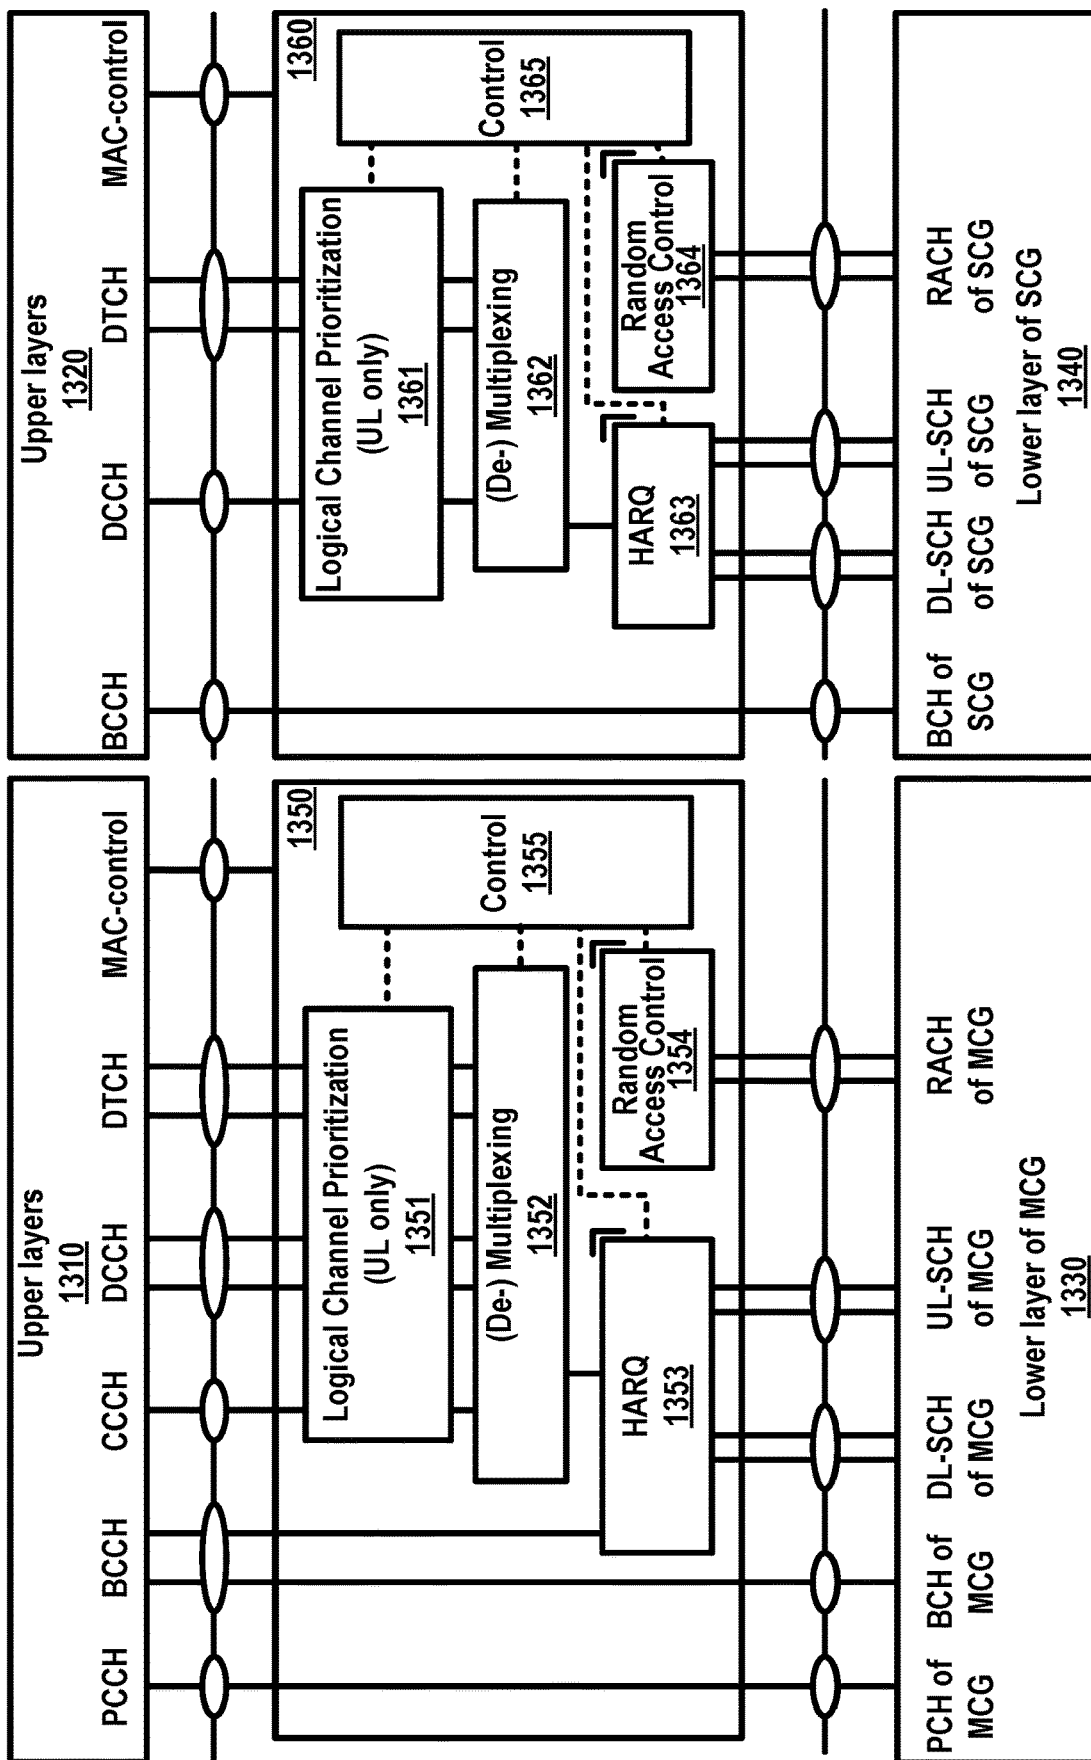 Upper layers
1310
PCCH
BCCH
CCCH
DCCH
DTCH
MAC-control
1350
Logical Channel Prioritization
(UL only)
1351
(De-) Multiplexing
1352
HARQ
1353
Random
Access Control
1354
Control
1355
PCH of
MCG
BCH of
MCG
DL-SCH
of MCG
UL-SCH
of MCG
RACH
of MCG
Lower layer of MCG
1330
Upper layers
1320
BCCH
DCCH
DTCH
MAC-control
1360
Logical Channel Prioritization
(UL only)
1361
(De-) Multiplexing
1362
HARQ
1363
Random
Access Control
1364
Control
1365
BCH of
SCG
DL-SCH
of SCG
UL-SCH
of SCG
RACH
of SCG
Lower layer of SCG
1340